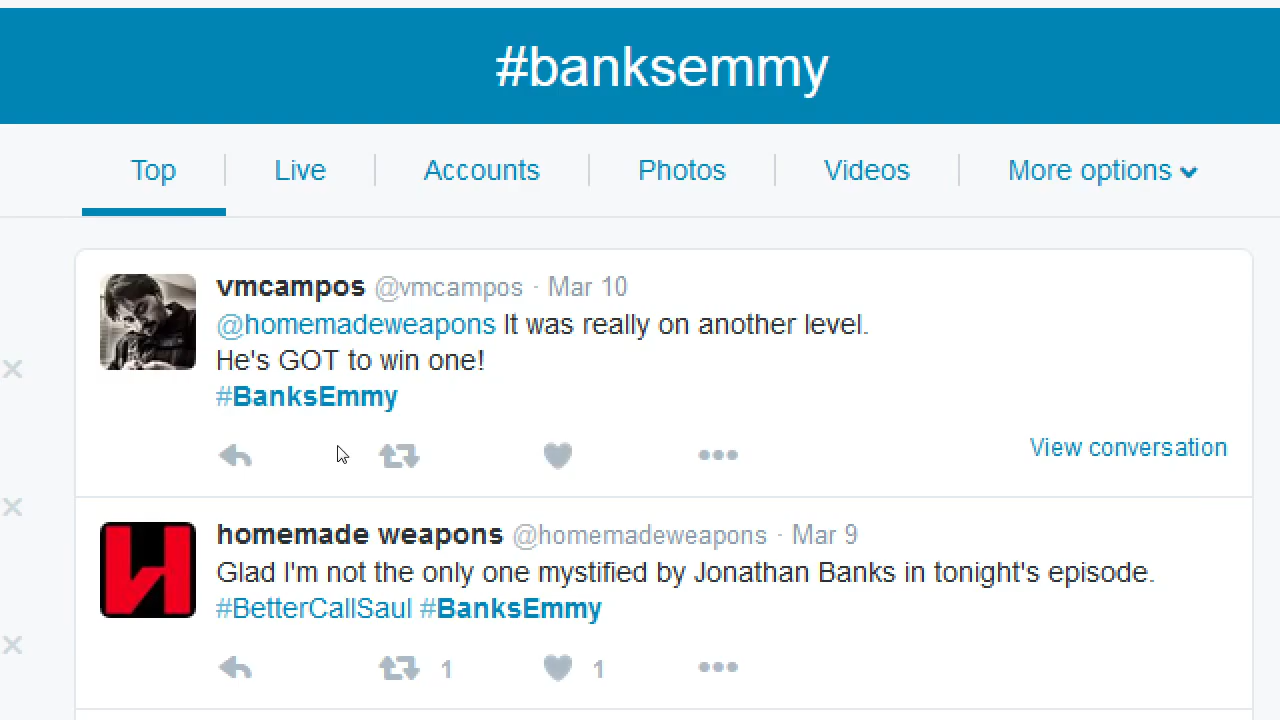 #banksemmy
Top Live Accounts Photos Videos More options
vmcampos @vmcampos · Mar 10
@homemadeweapons It was really on another level.
He's GOT to win one!
#BanksEmmy
View conversation
homemade weapons @homemadeweapons · Mar 9
Glad I'm not the only one mystified by Jonathan Banks in tonight's episode.
#BetterCallSaul #BanksEmmy
1 1